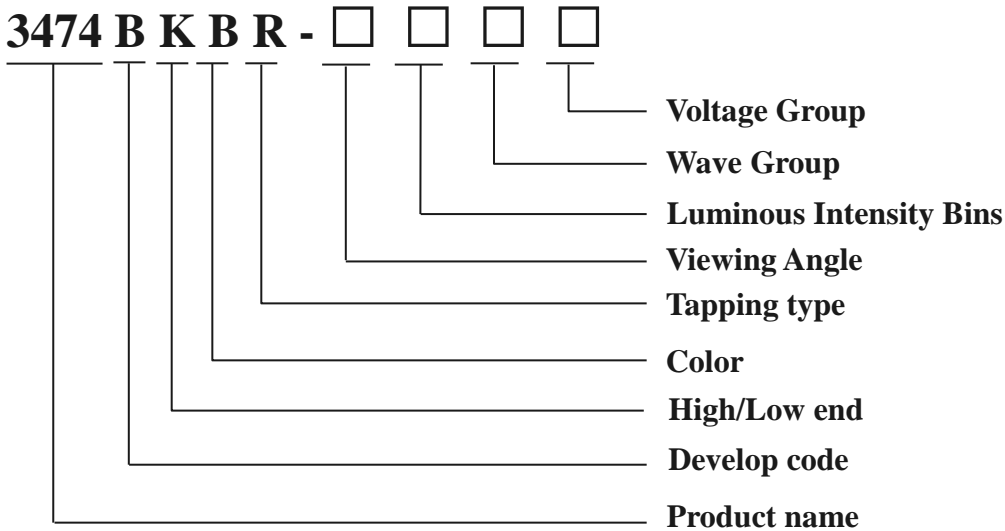 3474 B K B R - □ □ □ □
Voltage Group
Wave Group
Luminous Intensity Bins
Viewing Angle
Tapping type
Color
High/Low end
Develop code
Product name